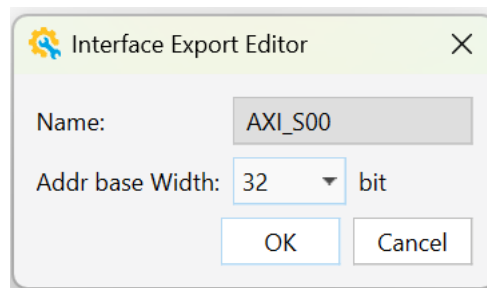 Interface Export Editor
Name: AXI_S00
Addr base Width: 32 bit
OK Cancel